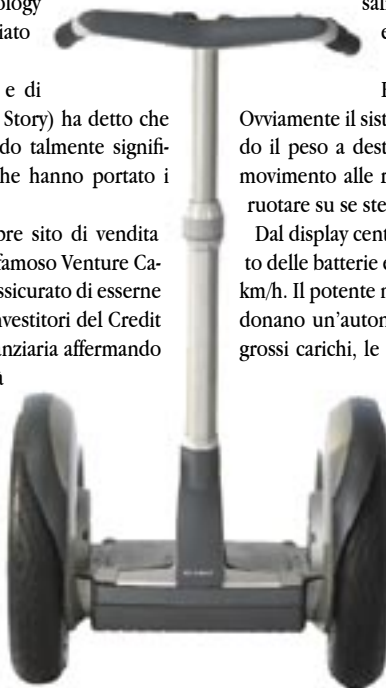 ology
iato
e di
Story) ha detto che
do talmente signifi-
he hanno portato i
bre sito di vendita
famoso Venture Ca-
ssicurato di esserne
nvestitori del Credit
nziaria affermando
à
sal
e
Ovviamente il sist
do il peso a dest
movimento alle r
ruotare su se ste
Dal display cent
to delle batterie d
km/h. Il potente m
donano un'auton
grossi carichi, le